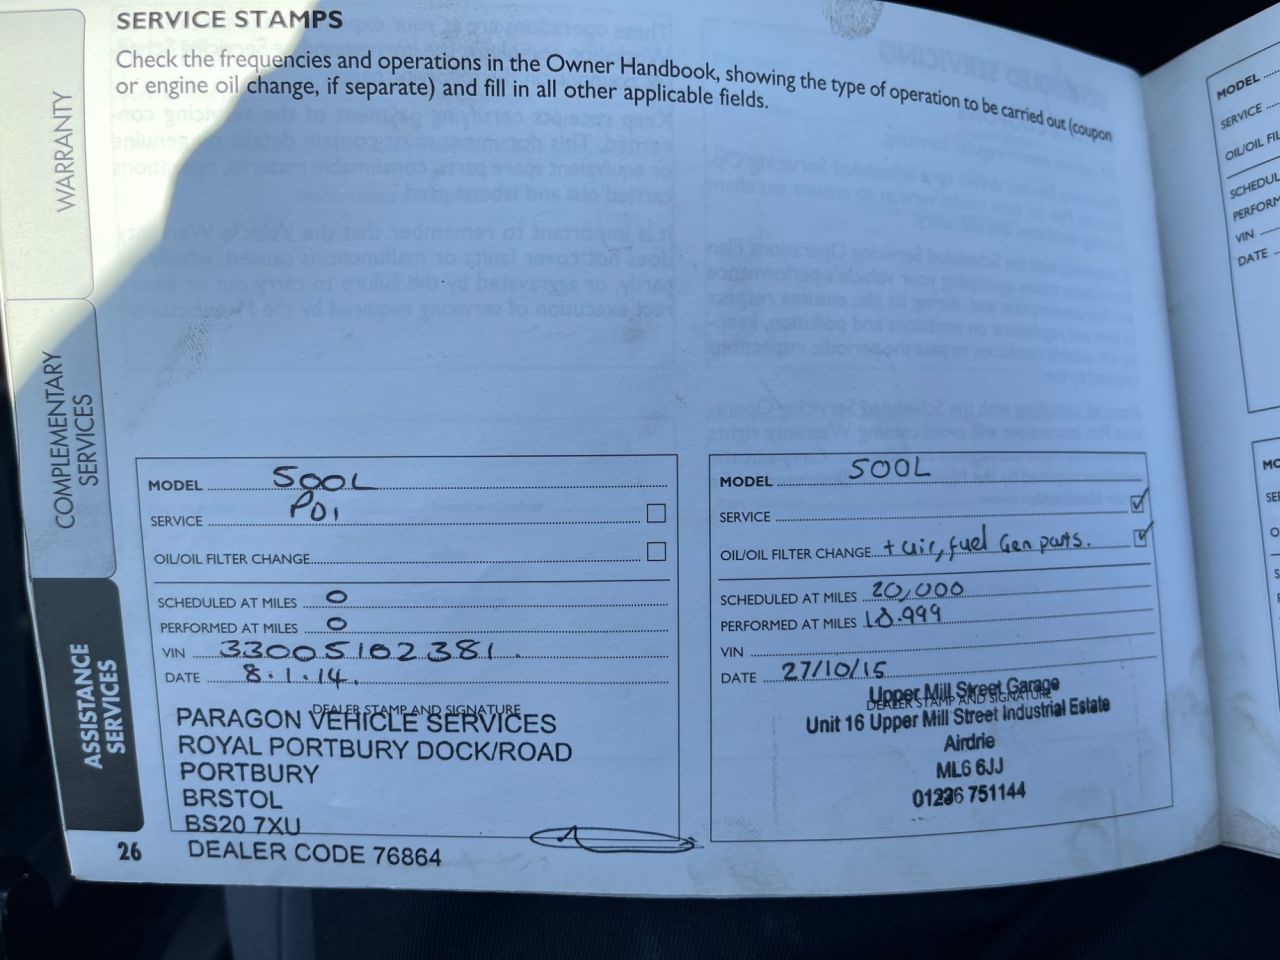 SERVICE STAMPS
Check the frequencies and operations in the Owner Handbook, showing the type of operation to be carried out (coupon
or engine oil change, if separate) and fill in all other applicable fields.
WARRANTY
COMPLEMENTARY
SERVICES
ASSISTANCE
SERVICES
MODEL 500L
SERVICE PDI
OIL/OIL FILTER CHANGE
SCHEDULED AT MILES 0
PERFORMED AT MILES 0
VIN 33005102381.
DATE 8.1.14.
DEALER STAMP AND SIGNATURE
PARAGON VEHICLE SERVICES
ROYAL PORTBURY DOCK/ROAD
PORTBURY
BRSTOL
BS20 7XU
DEALER CODE 76864
26
MODEL 500L
SERVICE
OIL/OIL FILTER CHANGE + air, fuel Gen parts.
SCHEDULED AT MILES 20,000
PERFORMED AT MILES 18.999
VIN
DATE 27/10/15
DEALER STAMP AND SIGNATURE
Upper Mill Street Garage
Unit 16 Upper Mill Street Industrial Estate
Airdrie
ML6 6JJ
01236 751144
MODEL
SERVICE
OIL/OIL FIL
SCHEDUL
PERFORM
VIN
DATE